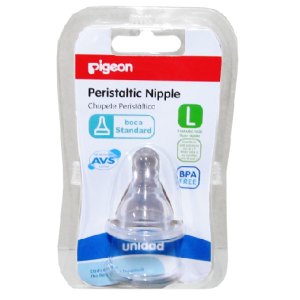 pigeon
Peristaltic Nipple
Chupete Peristáltico
boca
Standard
L
AVS
BPA
FREE
unidad